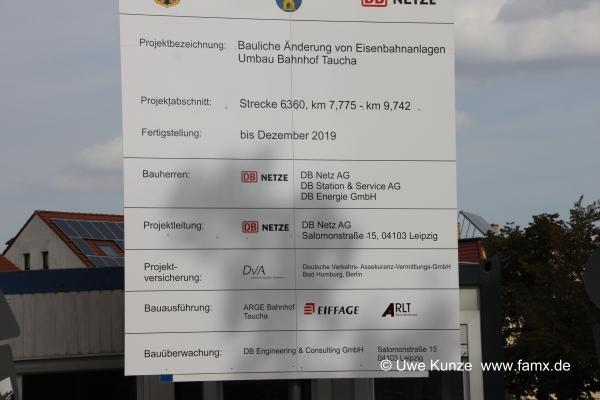 DB NETZE
Projektbezeichnung: Bauliche Änderung von Eisenbahnanlagen
Umbau Bahnhof Taucha
Projektabschnitt: Strecke 6360, km 7,775 - km 9,742
Fertigstellung: bis Dezember 2019
Bauherren: DB NETZE DB Netz AG
DB Station & Service AG
DB Energie GmbH
Projektleitung: DB NETZE DB Netz AG
Salomonstraße 15, 04103 Leipzig
Projekt-
versicherung: DVA Deutsche Verkehrs- Assekuranz-Vermittlungs-GmbH
Bad Homburg, Berlin
Bauausführung: ARGE Bahnhof
Taucha
EIFFAGE ARLT
Bauüberwachung: DB Engineering & Consulting GmbH Salomonstraße 15
04103 Leipzig
© Uwe Kunze www.famx.de